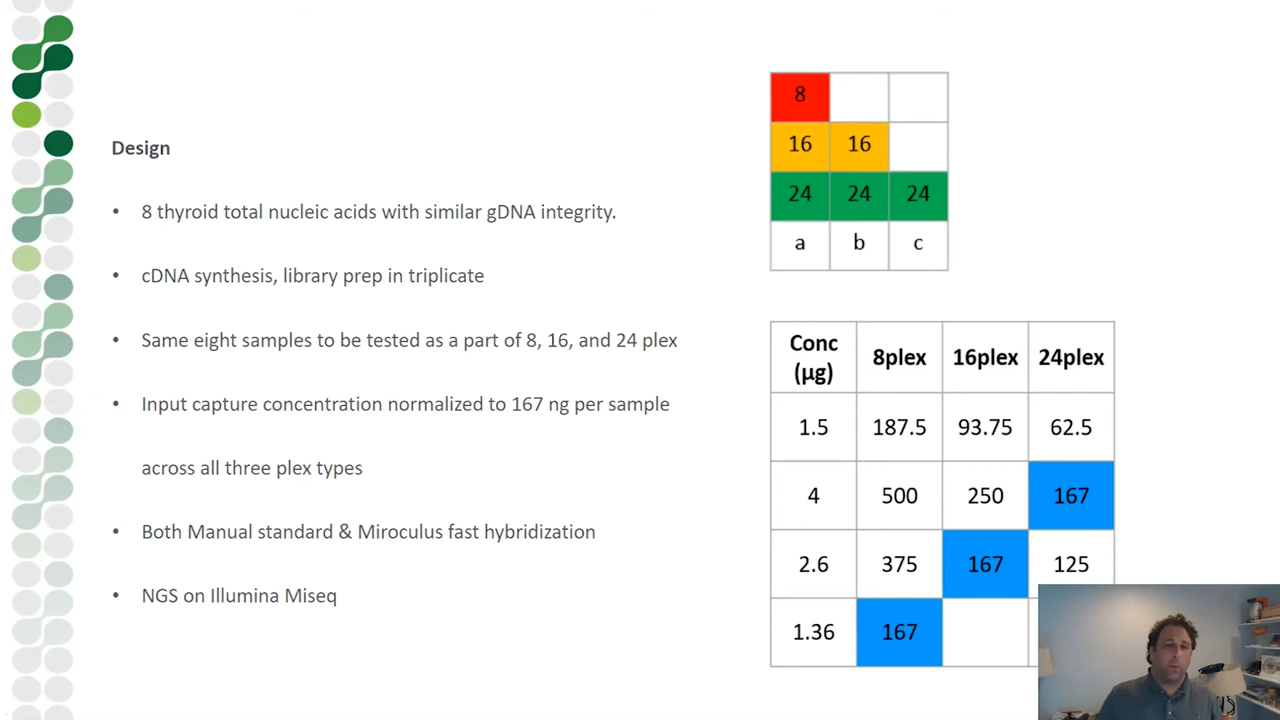 Design
• 8 thyroid total nucleic acids with similar gDNA integrity.
• cDNA synthesis, library prep in triplicate
• Same eight samples to be tested as a part of 8, 16, and 24 plex
• Input capture concentration normalized to 167 ng per sample
across all three plex types
• Both Manual standard & Miroculus fast hybridization
• NGS on Illumina Miseq
8
16 16
24 24 24
a b c
Conc (μg) 8plex 16plex 24plex
1.5 187.5 93.75 62.5
4 500 250 167
2.6 375 167 125
1.36 167